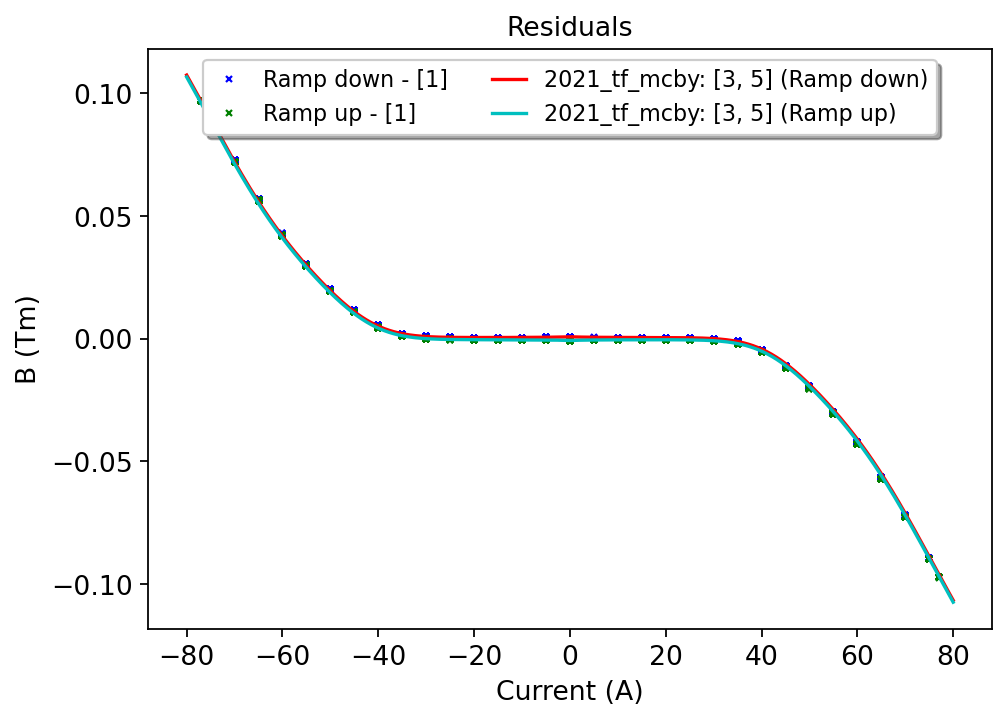 Residuals
Ramp down - [1]
Ramp up - [1]
2021_tf_mcby: [3, 5] (Ramp down)
2021_tf_mcby: [3, 5] (Ramp up)
B (Tm)
0.10
0.05
0.00
−0.05
−0.10
−80 −60 −40 −20 0 20 40 60 80
Current (A)